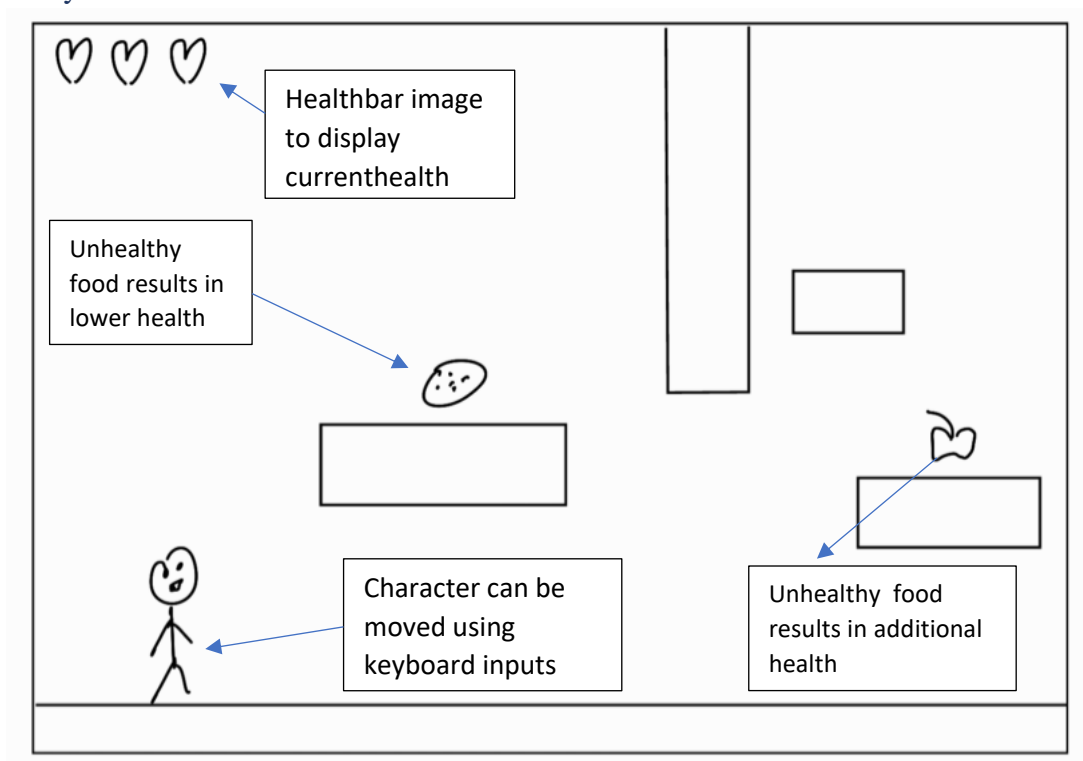 Healthbar image
to display
currenthealth
Unhealthy
food results in
lower health
Character can be
moved using
keyboard inputs
Unhealthy  food
results in additional
health